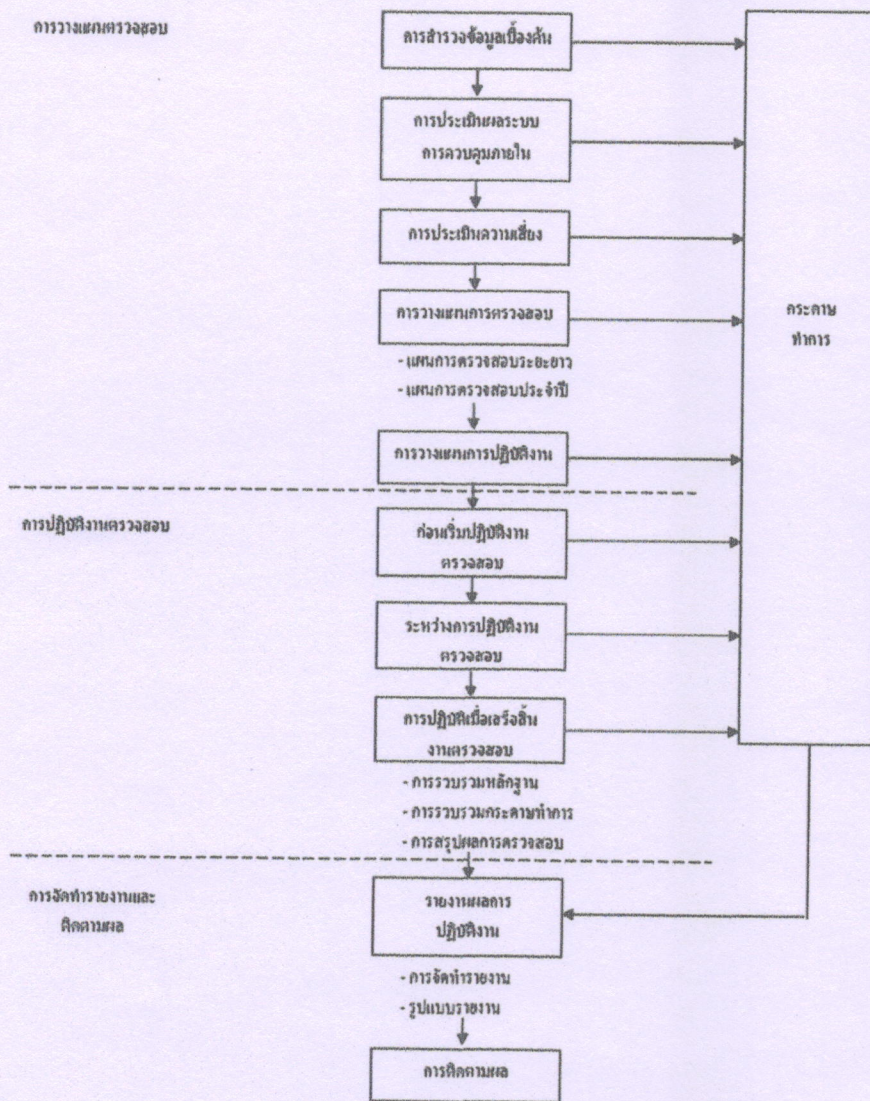 การวางแผนตรวจสอบ
การสำรวจข้อมูลเบื้องต้น
การประเมินผลระบบ
การควบคุมภายใน
การประเมินความเสี่ยง
การวางแผนการตรวจสอบ
- แผนการตรวจสอบระยะยาว
- แผนการตรวจสอบประจำปี
การวางแผนการปฏิบัติงาน
กระดาษ
ทำการ
การปฏิบัติงานตรวจสอบ
ก่อนเริ่มปฏิบัติงาน
ตรวจสอบ
ระหว่างการปฏิบัติงาน
ตรวจสอบ
การปฏิบัติเมื่อเสร็จสิ้น
งานตรวจสอบ
- การรวบรวมหลักฐาน
- การรวบรวมกระดาษทำการ
- การสรุปผลการตรวจสอบ
การจัดทำรายงานและ
ติดตามผล
รายงานผลการ
ปฏิบัติงาน
- การจัดทำรายงาน
- รูปแบบรายงาน
การติดตามผล